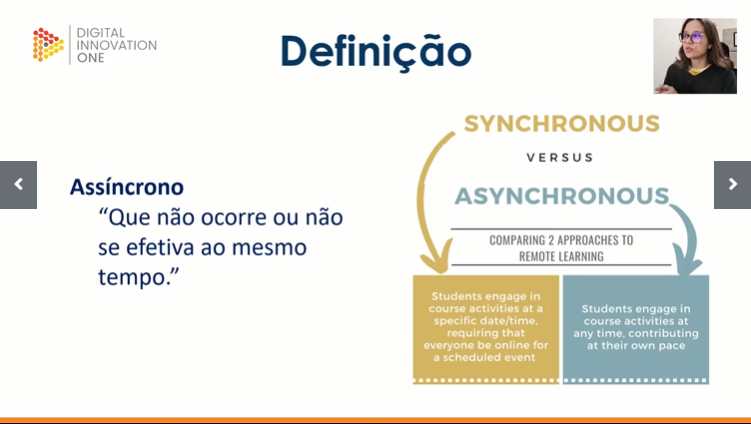 DIGITAL
INNOVATION
ONE
Definição
Assíncrono
“Que não ocorre ou não
se efetiva ao mesmo
tempo.”
SYNCHRONOUS
VERSUS
ASYNCHRONOUS
COMPARING 2 APPROACHES TO
REMOTE LEARNING
Students engage in
course activities at a
specific date/time,
requiring that
everyone be online for
a scheduled event
Students engage in
course activities at
any time, contributing
at their own pace